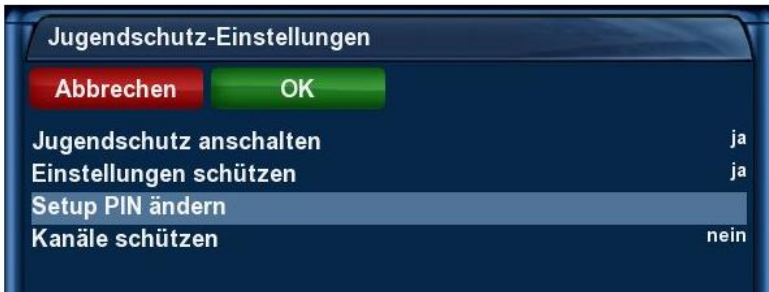 Jugendschutz-Einstellungen
Abbrechen OK
Jugendschutz anschalten ja
Einstellungen schützen ja
Setup PIN ändern
Kanäle schützen nein